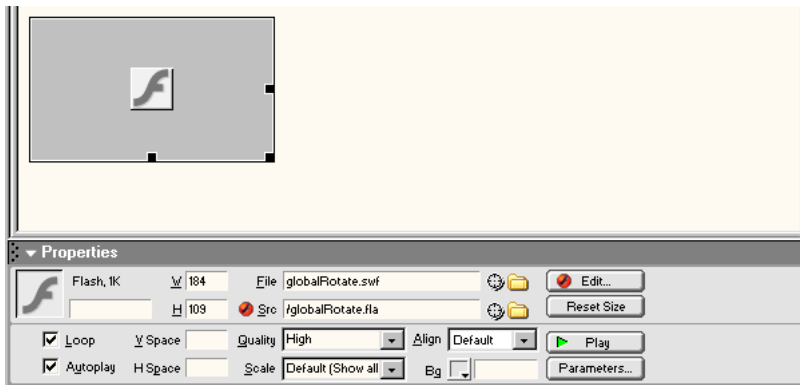 Properties
Flash, 1K W 184 File globalRotate.swf Edit...
H 109 Src /globalRotate.fla Reset Size
Loop V Space Quality High Align Default Play
Autoplay H Space Scale Default (Show all Bg Parameters...